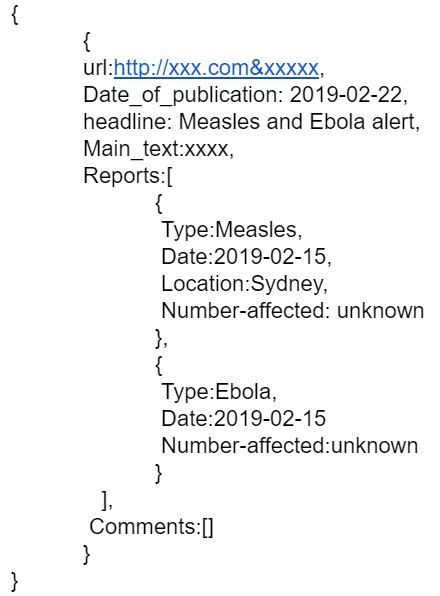 {
{
url:http://xxx.com&xxxxx,
Date_of_publication: 2019-02-22,
headline: Measles and Ebola alert,
Main_text:xxxx,
Reports:[
{
Type:Measles,
Date:2019-02-15,
Location:Sydney,
Number-affected: unknown
},
{
Type:Ebola,
Date:2019-02-15
Number-affected:unknown
}
],
Comments:[]
}
}